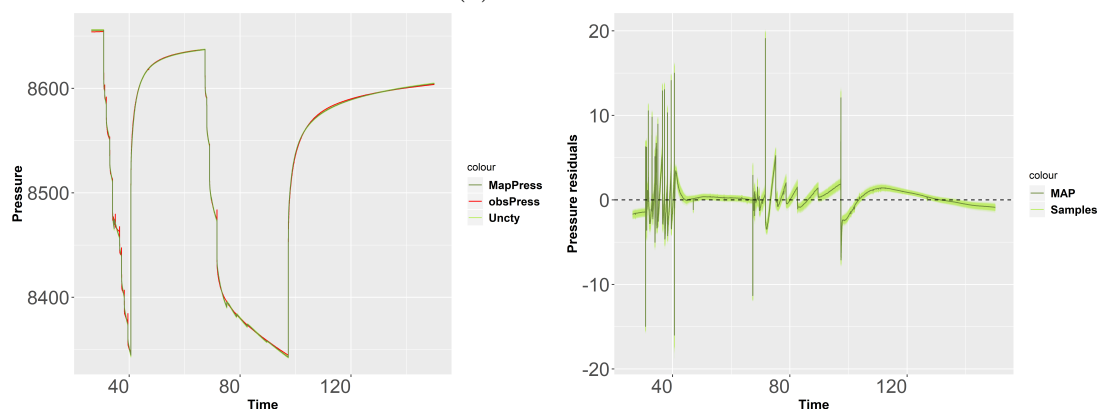 Pressure
8600
8500
8400
40
80
120
Time
colour
MapPress
obsPress
Uncty
Pressure residuals
20
10
0
-10
-20
40
80
120
Time
colour
MAP
Samples